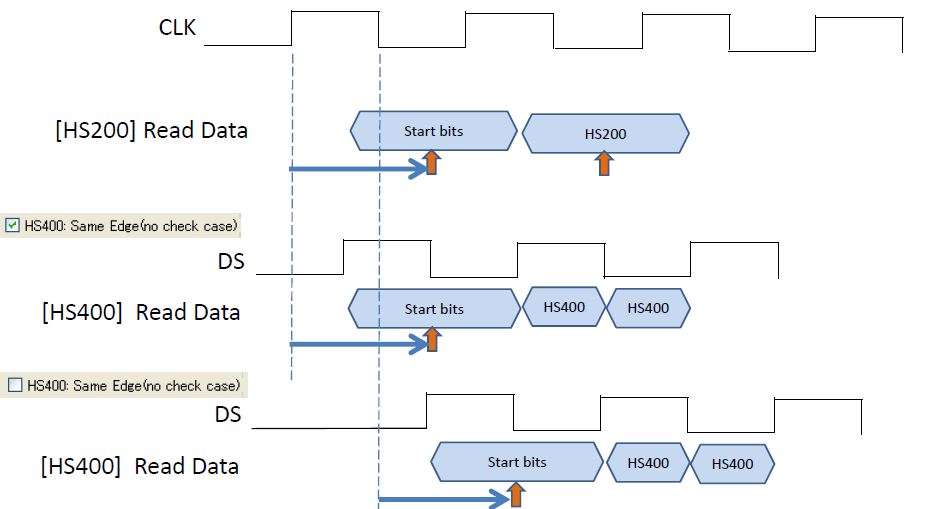 CLK
[HS200] Read Data
Start bits
HS200
HS400: Same Edge(no check case)
DS
[HS400]  Read Data
Start bits
HS400
HS400
HS400: Same Edge(no check case)
DS
[HS400]  Read Data
Start bits
HS400
HS400